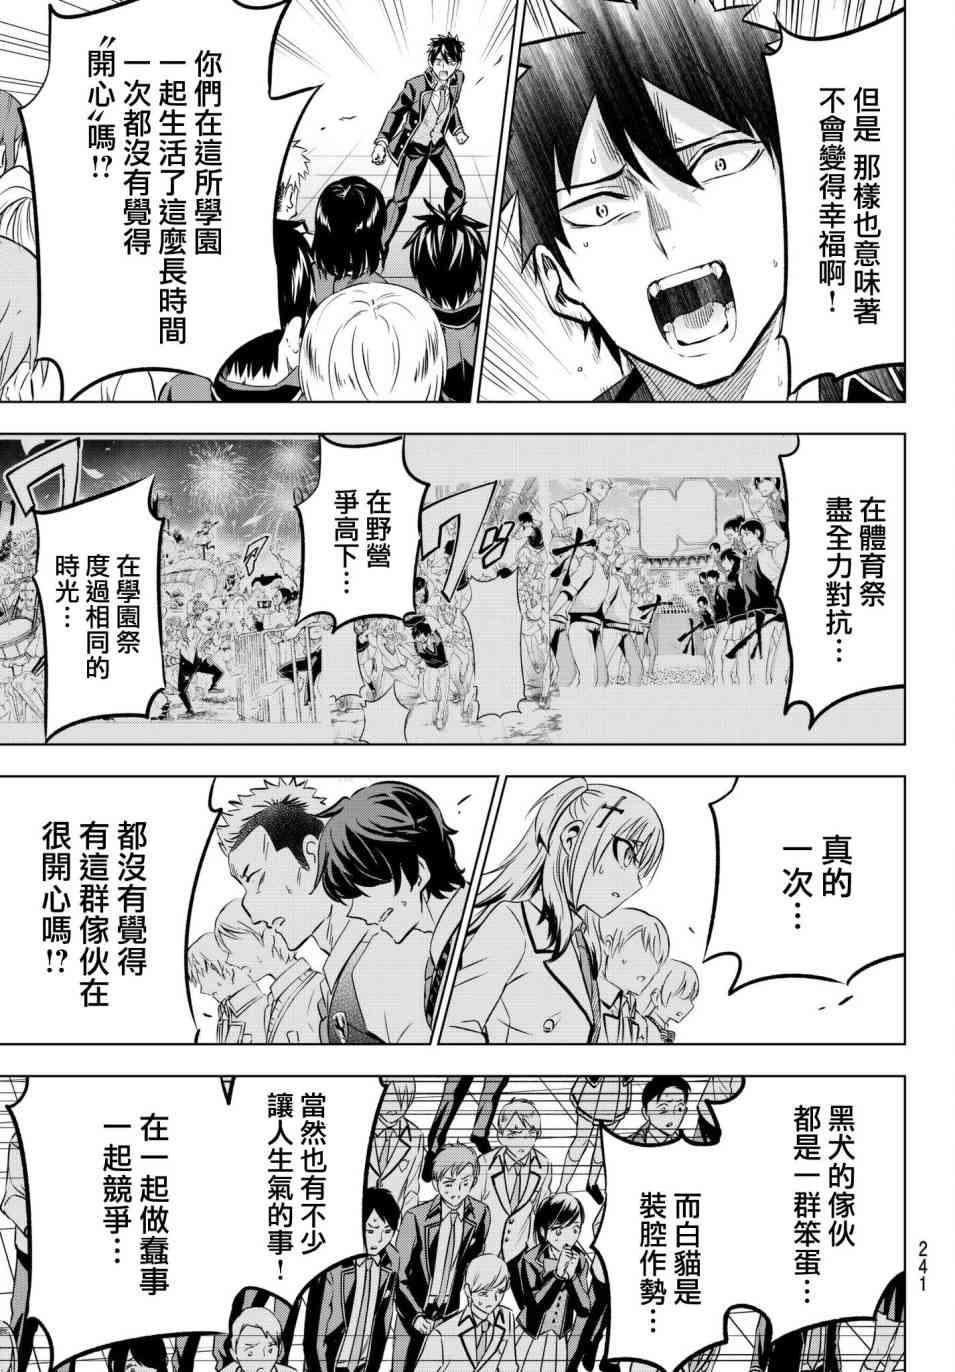 但是 那樣也意味著
不會變得幸福啊！
你們在這所學園
一起生活了這麼長時間
一次都沒有覺得
〝開心〞嗎!?
在體育祭
盡全力對抗…
在野營
爭高下…
在學園祭
度過相同的
時光…
ワ
ワ
真的
一次…
都沒有覺得
有這群傢伙在
很開心嗎!?
黑犬的傢伙
都是一群笨蛋…
而白貓是
裝腔作勢…
當然也有不少
讓人生氣的事！
在一起做蠢事
一起競爭…
241